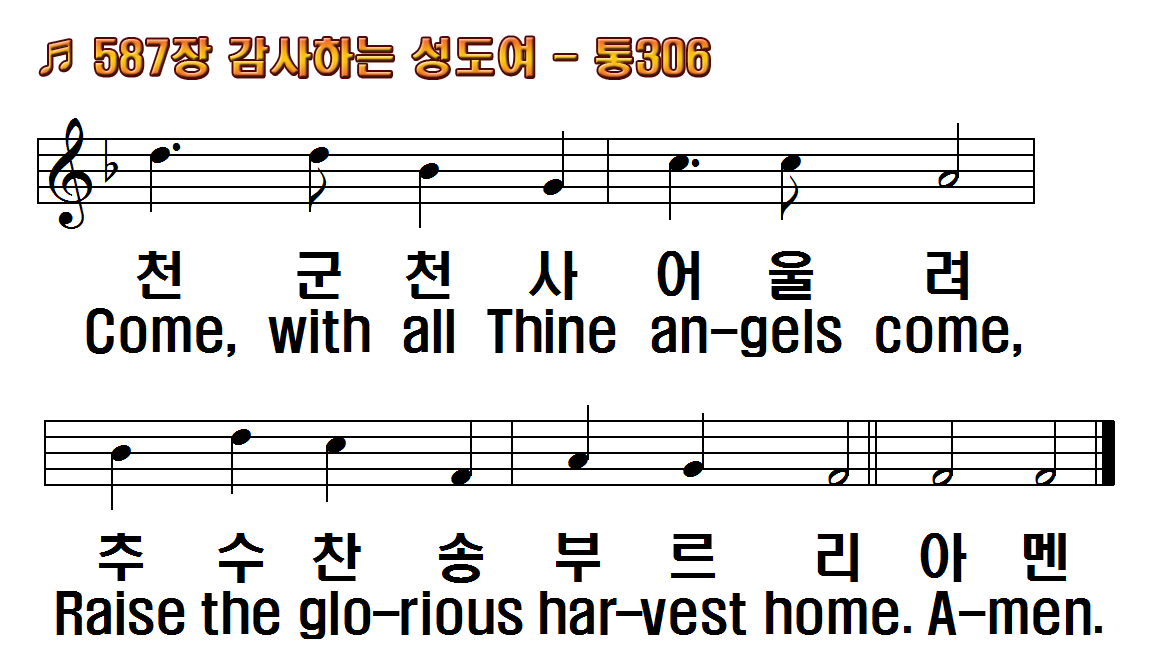 ♬ 587장 감사하는 성도여 - 통306
천 군 천 사 어 울 려
Come, with all Thine an-gels come,
추 수 찬 송 부 르 리 아 멘
Raise the glo-rious har-vest home. A-men.